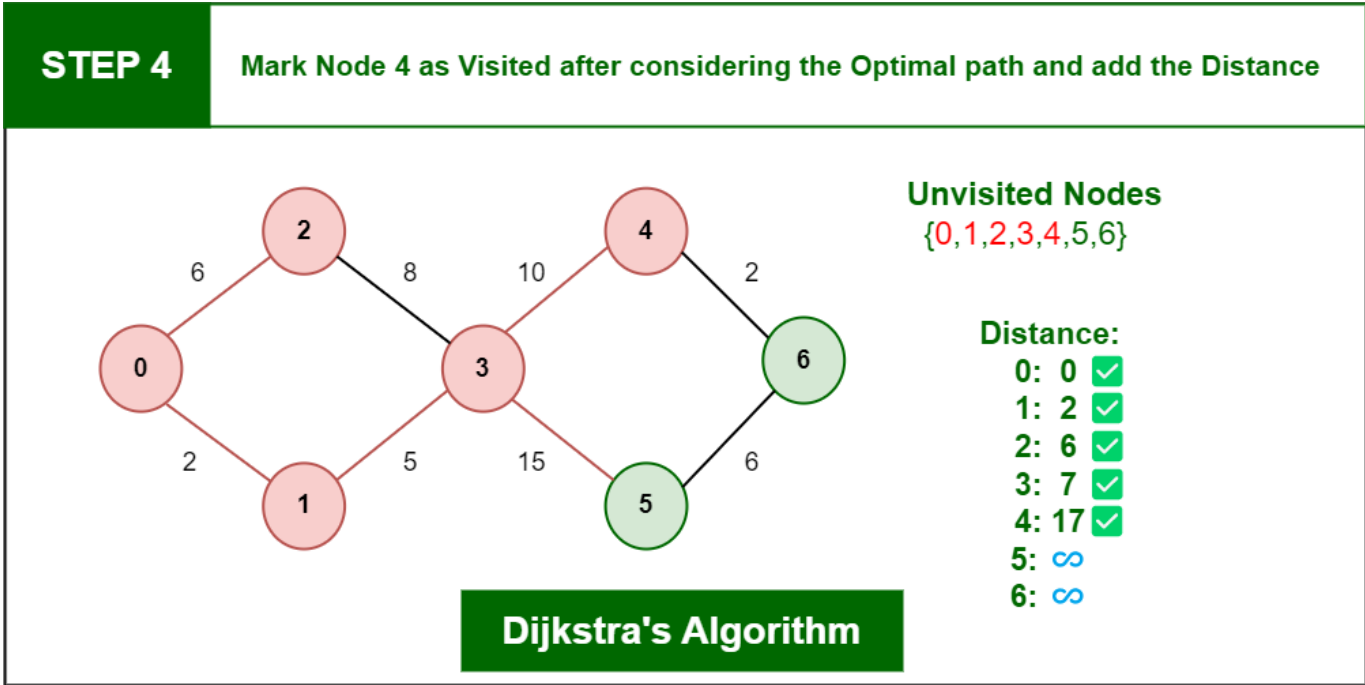 STEP 4
Mark Node 4 as Visited after considering the Optimal path and add the Distance
Unvisited Nodes
{0,1,2,3,4,5,6}
2
4
6
8
10
2
0
3
6
2
5
15
6
1
5
Distance:
0: 0 ✅
1: 2 ✅
2: 6 ✅
3: 7 ✅
4: 17 ✅
5: ∞
6: ∞
Dijkstra's Algorithm